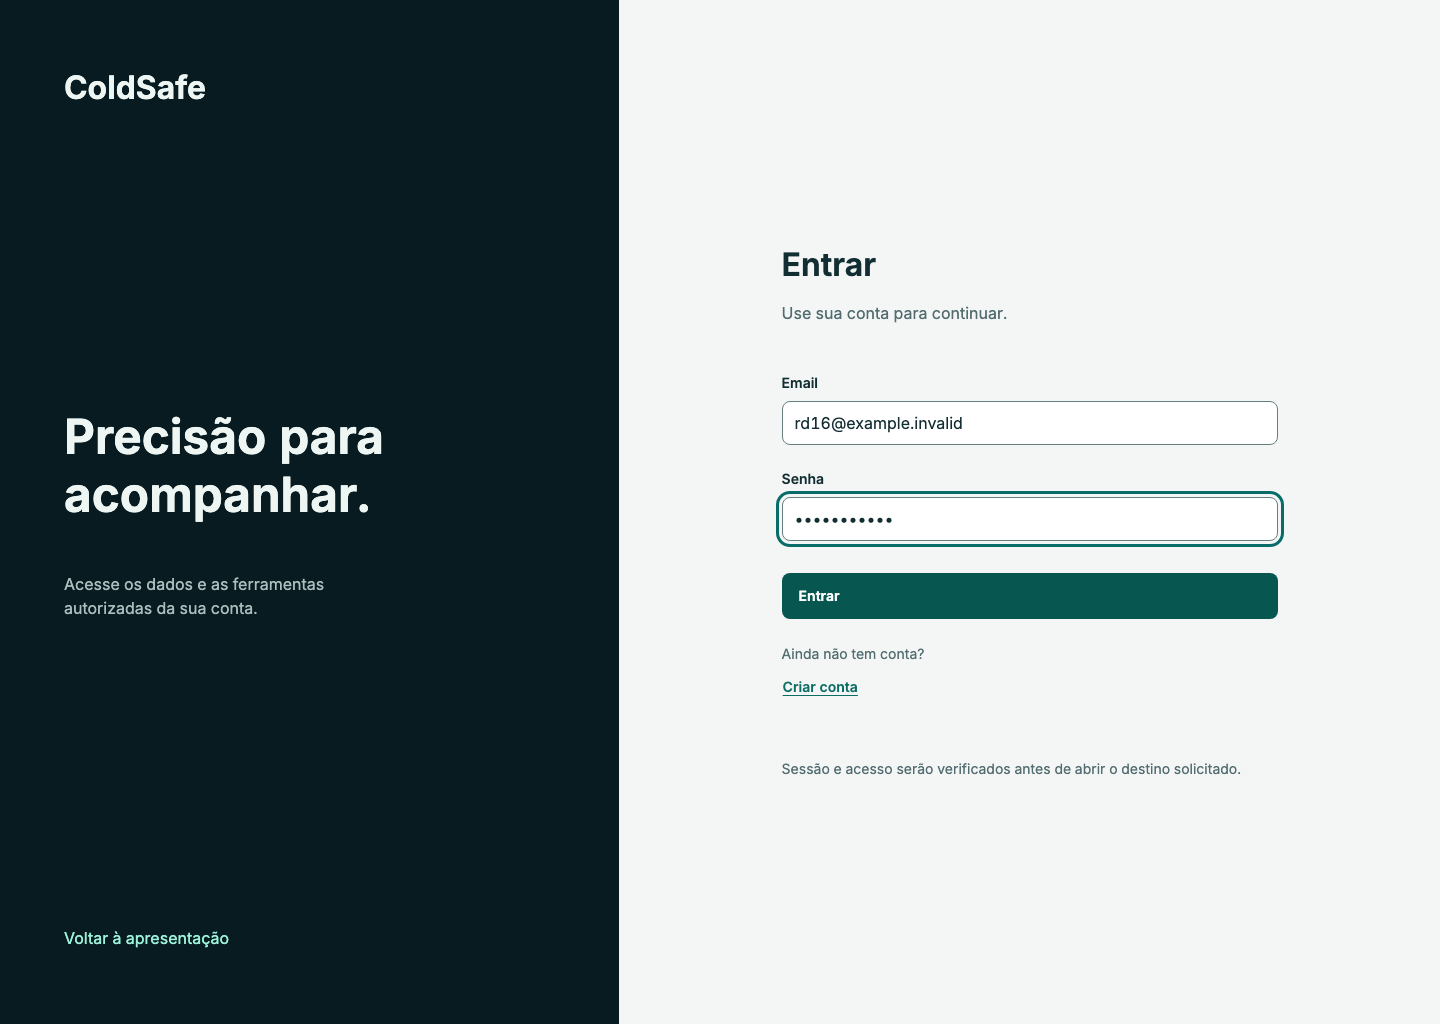 ColdSafe
Precisão para
acompanhar.
Acesse os dados e as ferramentas
autorizadas da sua conta.
Voltar à apresentação
Entrar
Use sua conta para continuar.
Email
rd16@example.invalid
Senha
•••••••••••
Entrar
Ainda não tem conta?
Criar conta
Sessão e acesso serão verificados antes de abrir o destino solicitado.